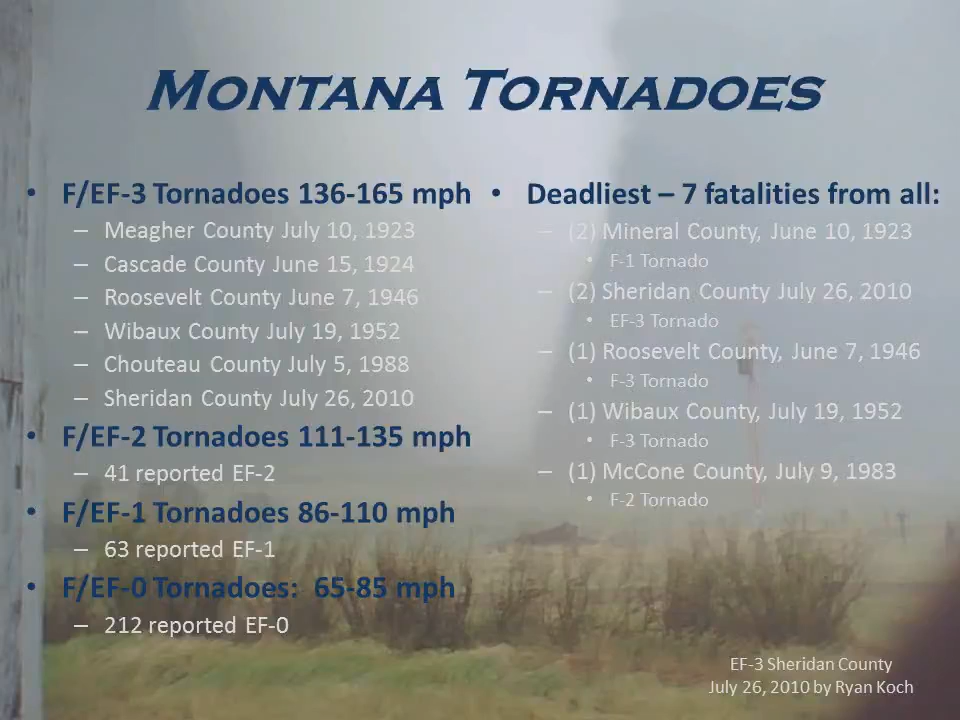 MONTANA TORNADOES
• F/EF-3 Tornadoes 136-165 mph
– Meagher County July 10, 1923
– Cascade County June 15, 1924
– Roosevelt County June 7, 1946
– Wibaux County July 19, 1952
– Chouteau County July 5, 1988
– Sheridan County July 26, 2010
• F/EF-2 Tornadoes 111-135 mph
– 41 reported EF-2
• F/EF-1 Tornadoes 86-110 mph
– 63 reported EF-1
• F/EF-0 Tornadoes: 65-85 mph
– 212 reported EF-0
• Deadliest – 7 fatalities from all:
– (2) Mineral County, June 10, 1923
• F-1 Tornado
– (2) Sheridan County July 26, 2010
• EF-3 Tornado
– (1) Roosevelt County, June 7, 1946
• F-3 Tornado
– (1) Wibaux County, July 19, 1952
• F-3 Tornado
– (1) McCone County, July 9, 1983
• F-2 Tornado
EF-3 Sheridan County
July 26, 2010 by Ryan Koch